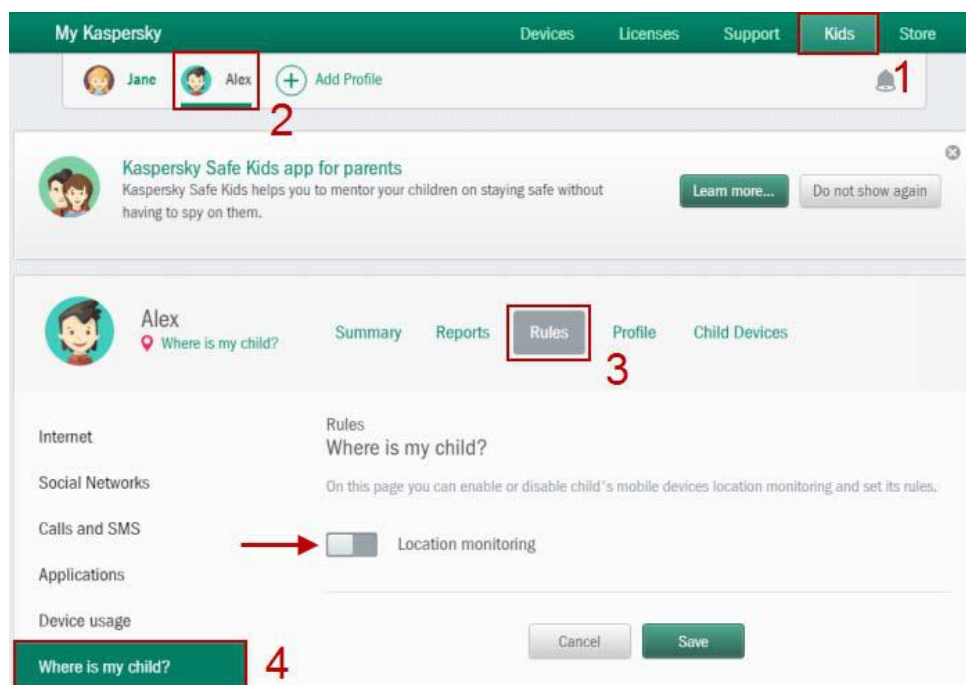 My Kaspersky Devices Licenses Support Kids Store
1
Jane Alex Add Profile
2
Kaspersky Safe Kids app for parents
Kaspersky Safe Kids helps you to mentor your children on staying safe without
having to spy on them.
Learn more... Do not show again
Alex
Where is my child?
Summary Reports Rules Profile Child Devices
3
Internet
Social Networks
Calls and SMS
Applications
Device usage
Where is my child?
4
Rules
Where is my child?
On this page you can enable or disable child's mobile devices location monitoring and set its rules.
Location monitoring
Cancel Save